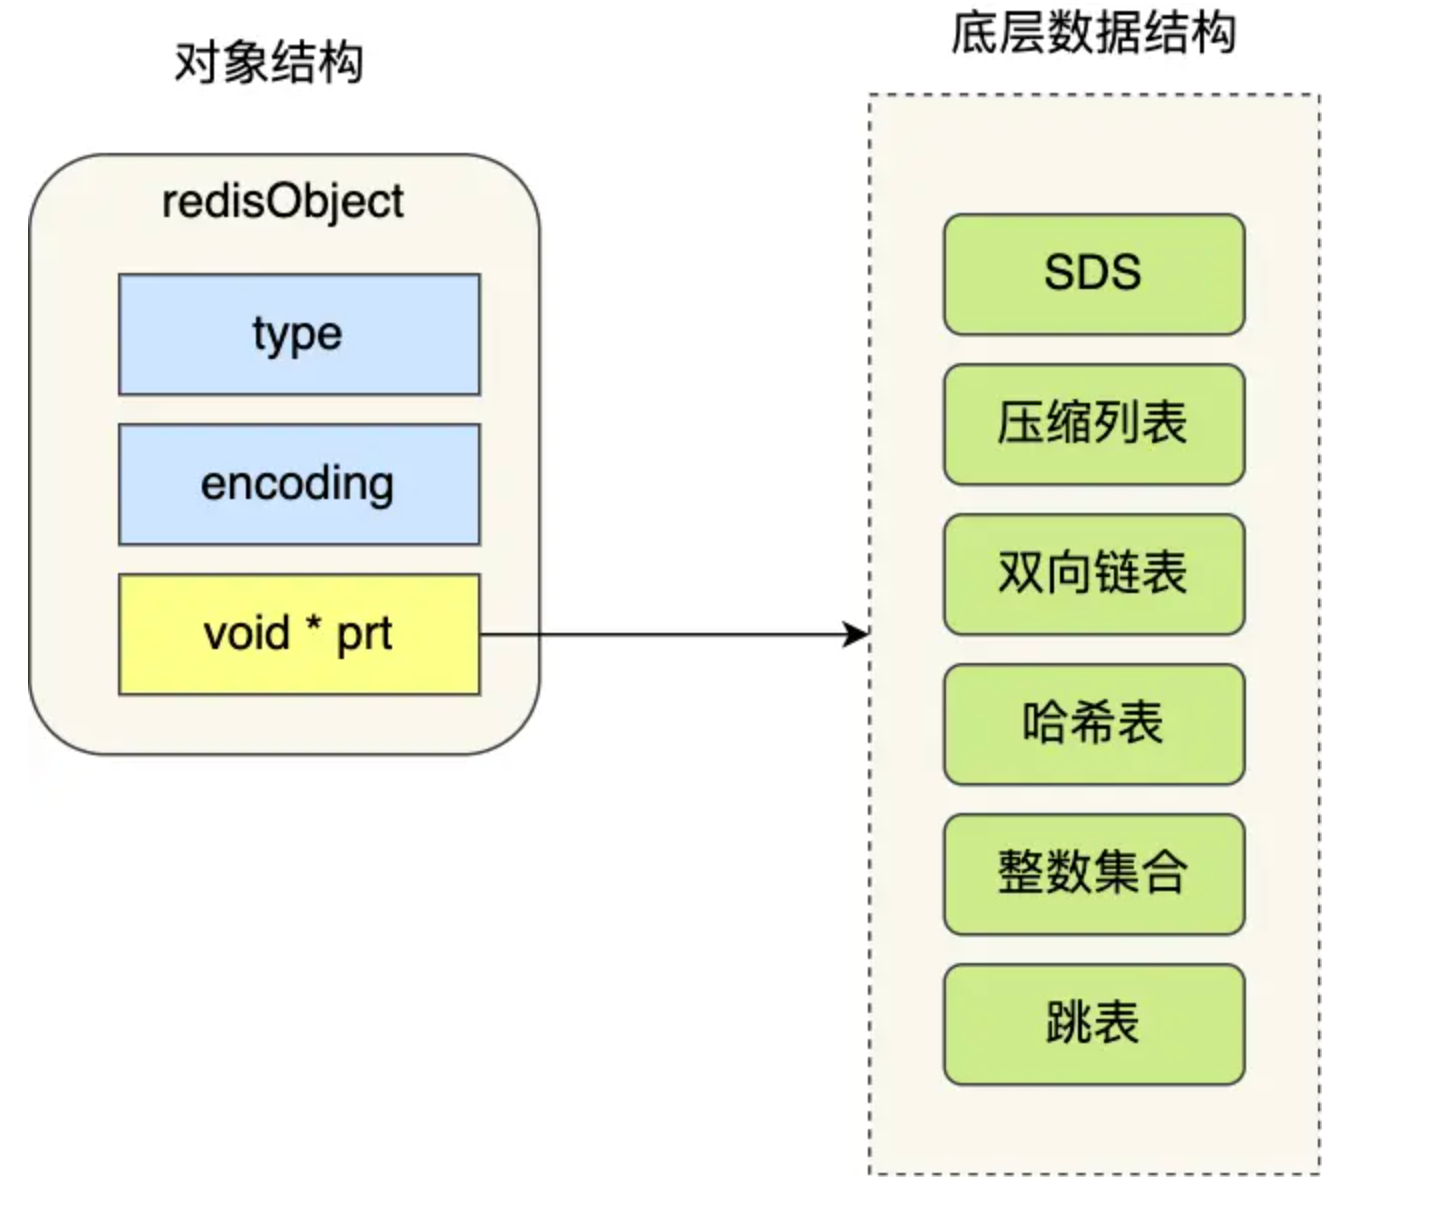 对象结构
redisObject
type
encoding
void * prt
底层数据结构
SDS
压缩列表
双向链表
哈希表
整数集合
跳表